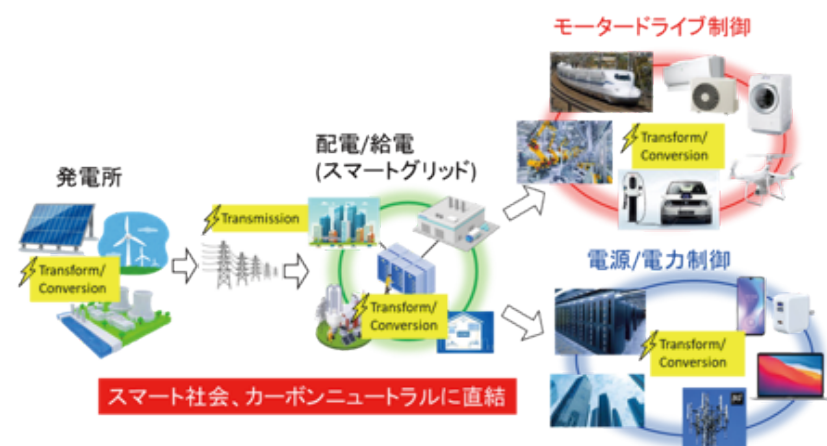 モータードライブ制御
配電/給電
(スマートグリッド)
発電所
Transmission
Transform/
Conversion
Transform/
Conversion
Transform/
Conversion
電源/電力制御
Transform/
Conversion
スマート社会、カーボンニュートラルに直結
5G